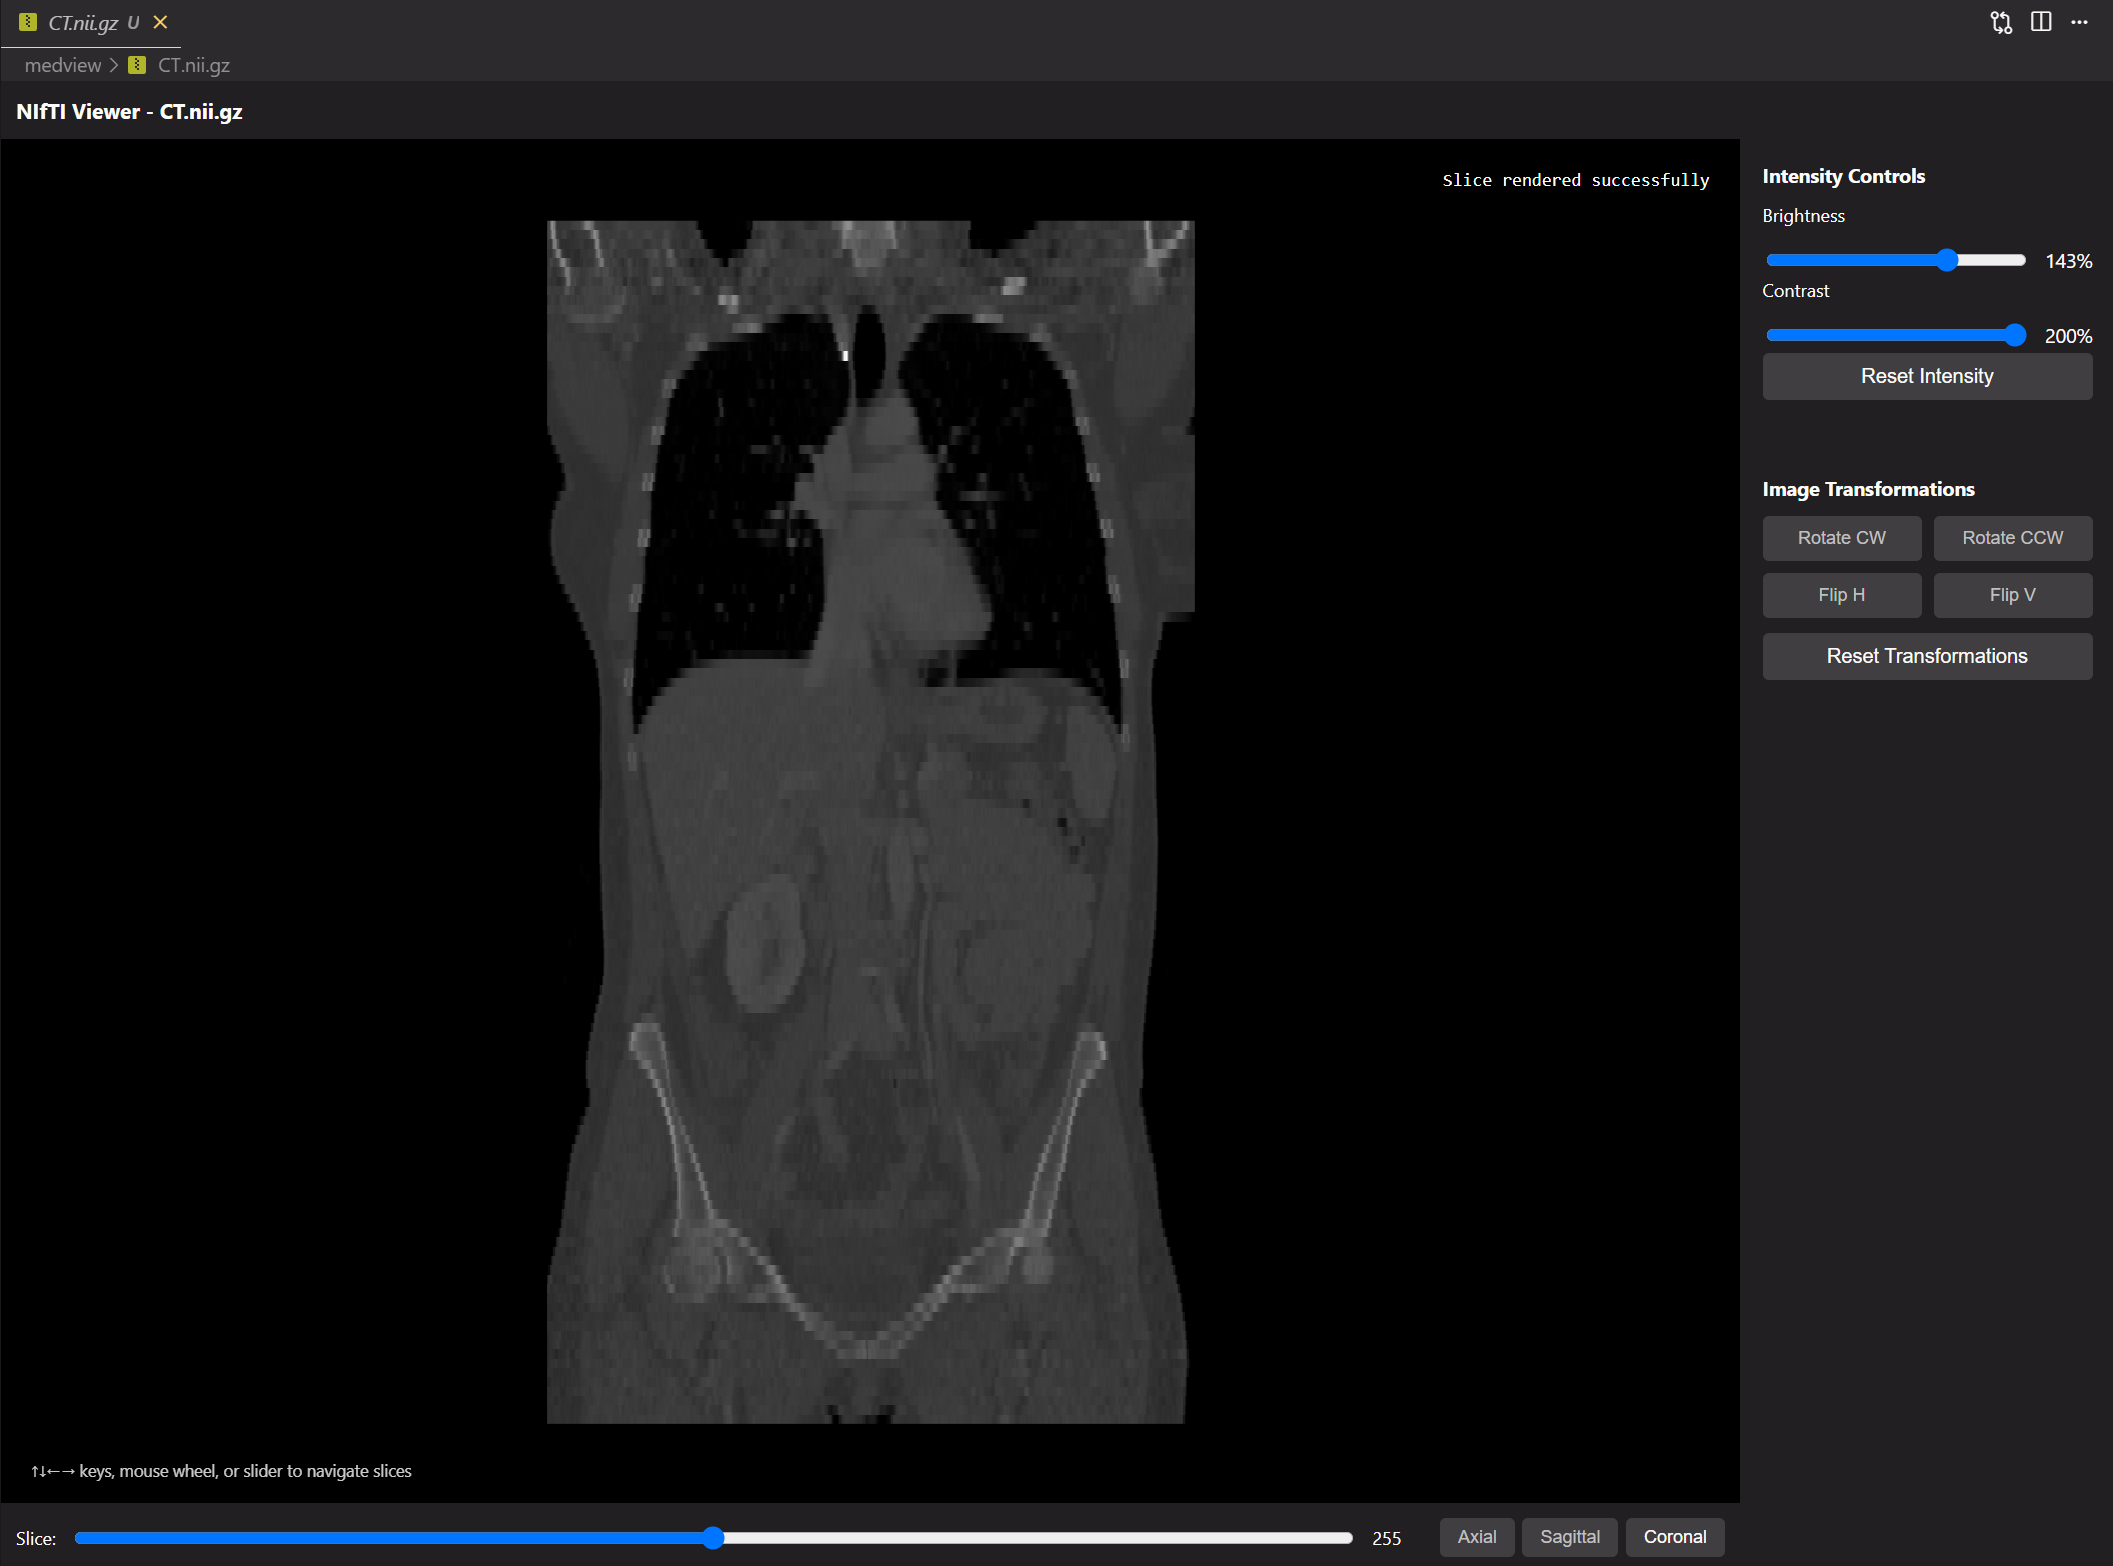 CT.nii.gz U
medview > CT.nii.gz
NIfTI Viewer - CT.nii.gz
Slice rendered successfully
Intensity Controls
Brightness
143%
Contrast
200%
Reset Intensity
Image Transformations
Rotate CW Rotate CCW
Flip H Flip V
Reset Transformations
↑↓←→ keys, mouse wheel, or slider to navigate slices
Slice: 255 Axial Sagittal Coronal